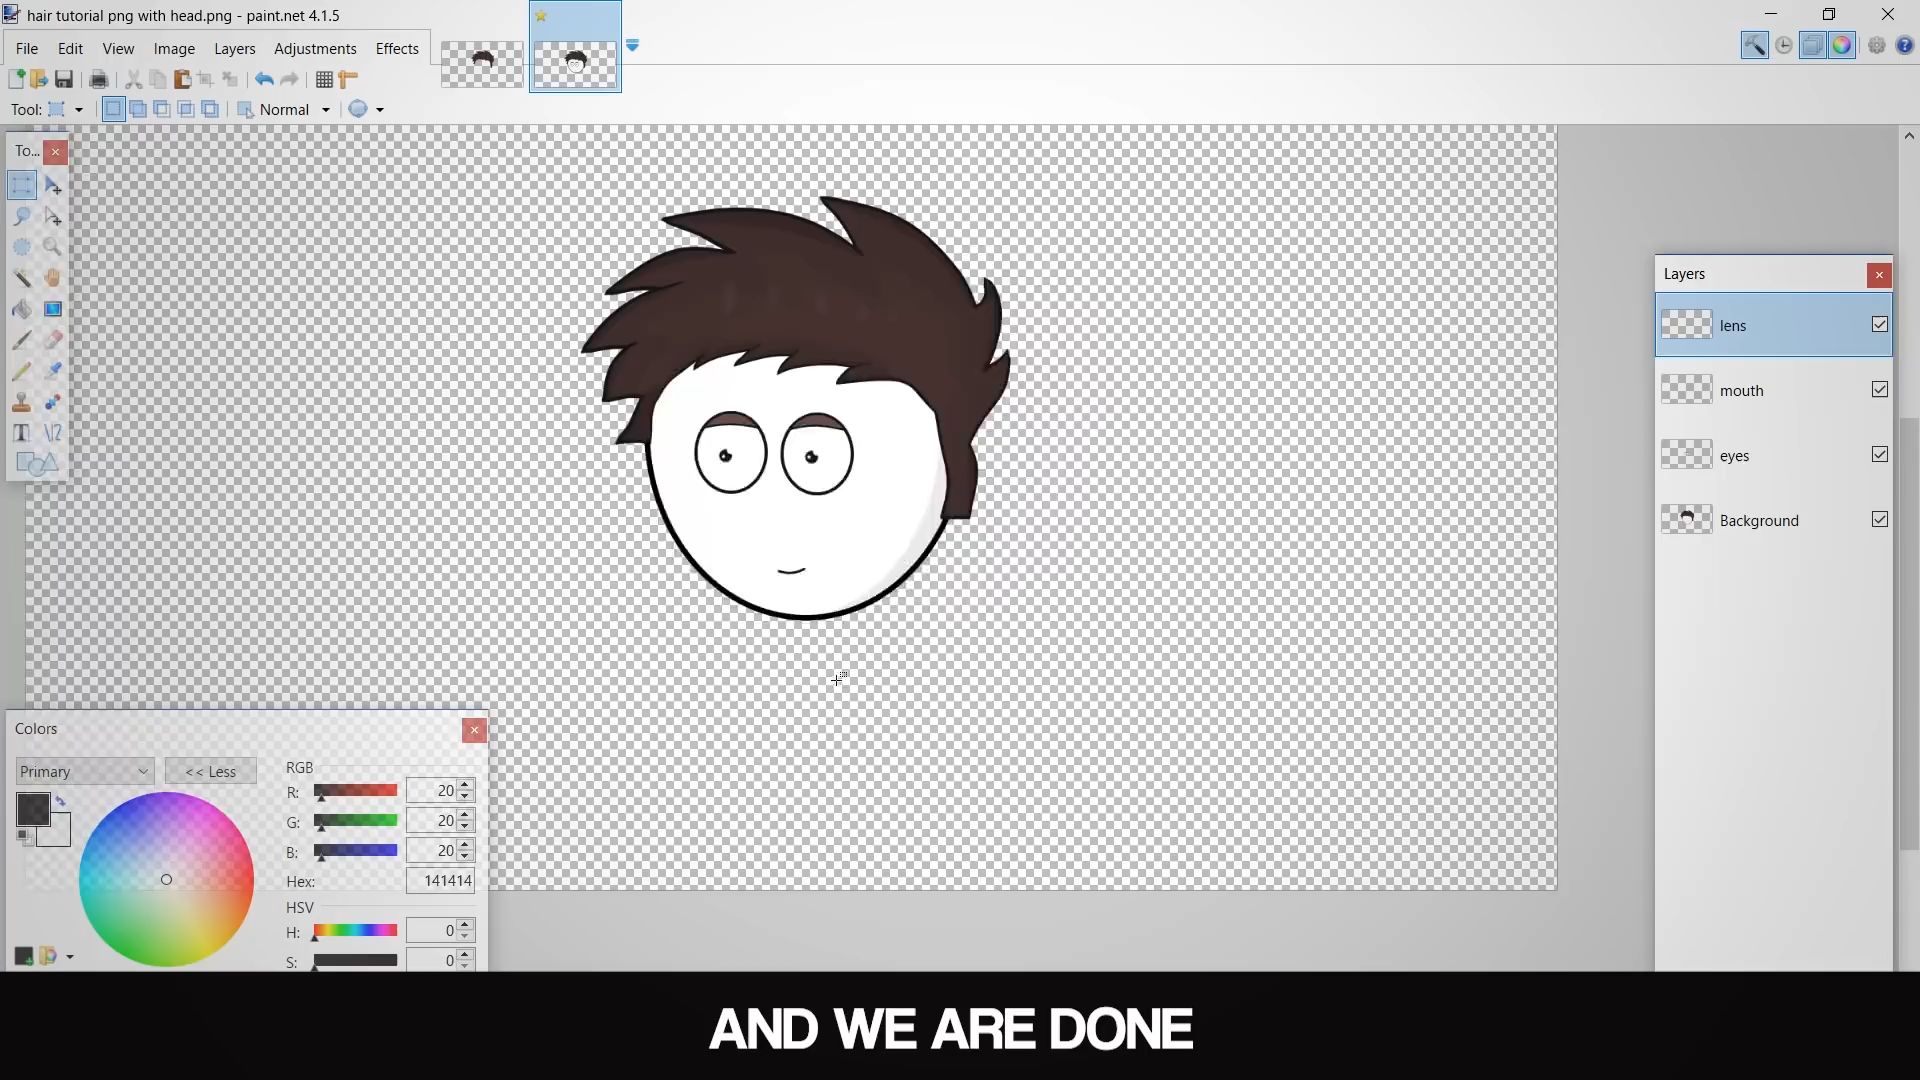 hair tutorial png with head.png - paint.net 4.1.5
File Edit View Image Layers Adjustments Effects
Tool: Normal
To...
Layers
lens
mouth
eyes
Background
Colors
Primary << Less
RGB
R: 20
G: 20
B: 20
Hex: 141414
HSV
H: 0
S: 0
AND WE ARE DONE